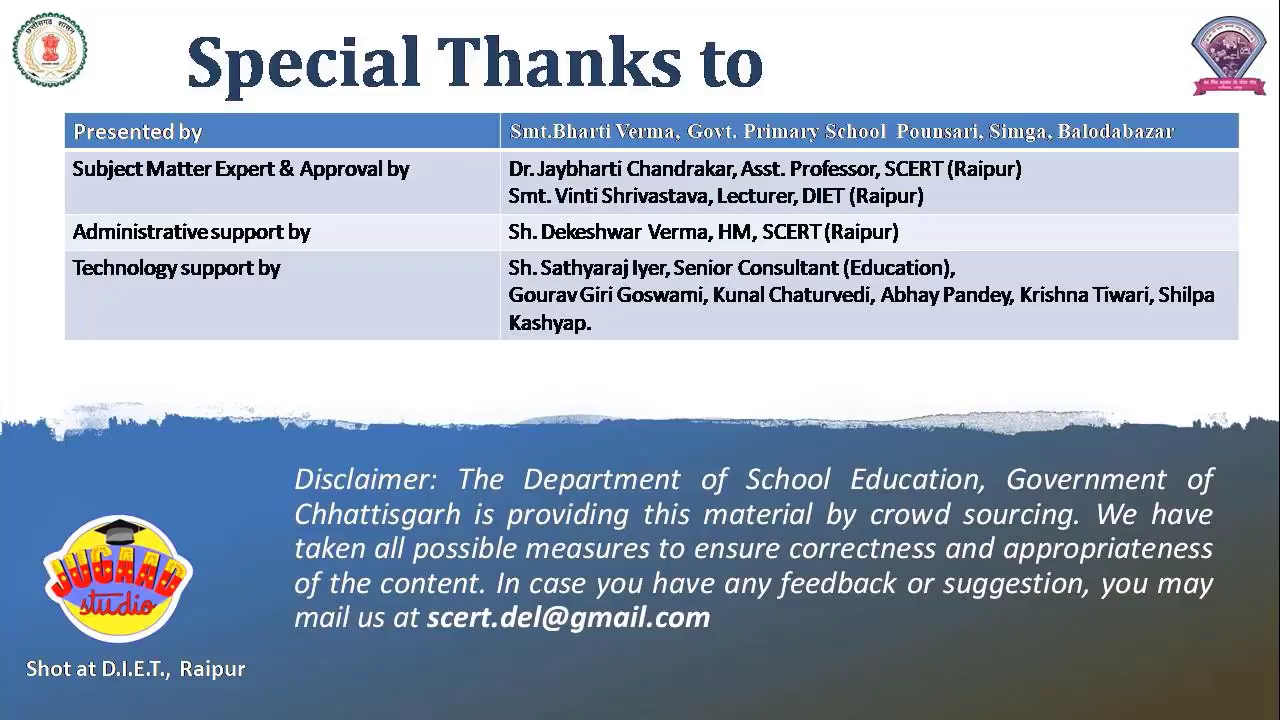 छत्तीसगढ़ शासन
Special Thanks to
Presented by Smt.Bharti Verma, Govt. Primary School Pounsari, Simga, Balodabazar
Subject Matter Expert & Approval by Dr. Jaybharti Chandrakar, Asst. Professor, SCERT (Raipur)
Smt. Vinti Shrivastava, Lecturer, DIET (Raipur)
Administrative support by Sh. Dekeshwar Verma, HM, SCERT (Raipur)
Technology support by Sh. Sathyaraj Iyer, Senior Consultant (Education),
Gourav Giri Goswami, Kunal Chaturvedi, Abhay Pandey, Krishna Tiwari, Shilpa
Kashyap.
Disclaimer: The Department of School Education, Government of
Chhattisgarh is providing this material by crowd sourcing. We have
taken all possible measures to ensure correctness and appropriateness
of the content. In case you have any feedback or suggestion, you may
mail us at scert.del@gmail.com
JUGAAD
studio
Shot at D.I.E.T., Raipur